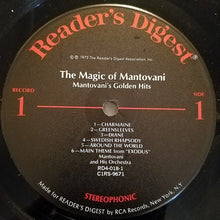 Reader's Digest®
℗ © 1973 The Reader's Digest Association, Inc.
The Magic of Mantovani
Mantovani's Golden Hits
RECORD
1
SIDE
1
1—CHARMAINE
2—GREENSLEEVES
3—DIANE
4—SWEDISH RHAPSODY
5—AROUND THE WORLD
6—MAIN THEME from "EXODUS"
Mantovani
and His Orchestra
RD4-018-1
C1RS-9671
STEREOPHONIC
Made for READER'S DIGEST by RCA Records, New York, N.Y.